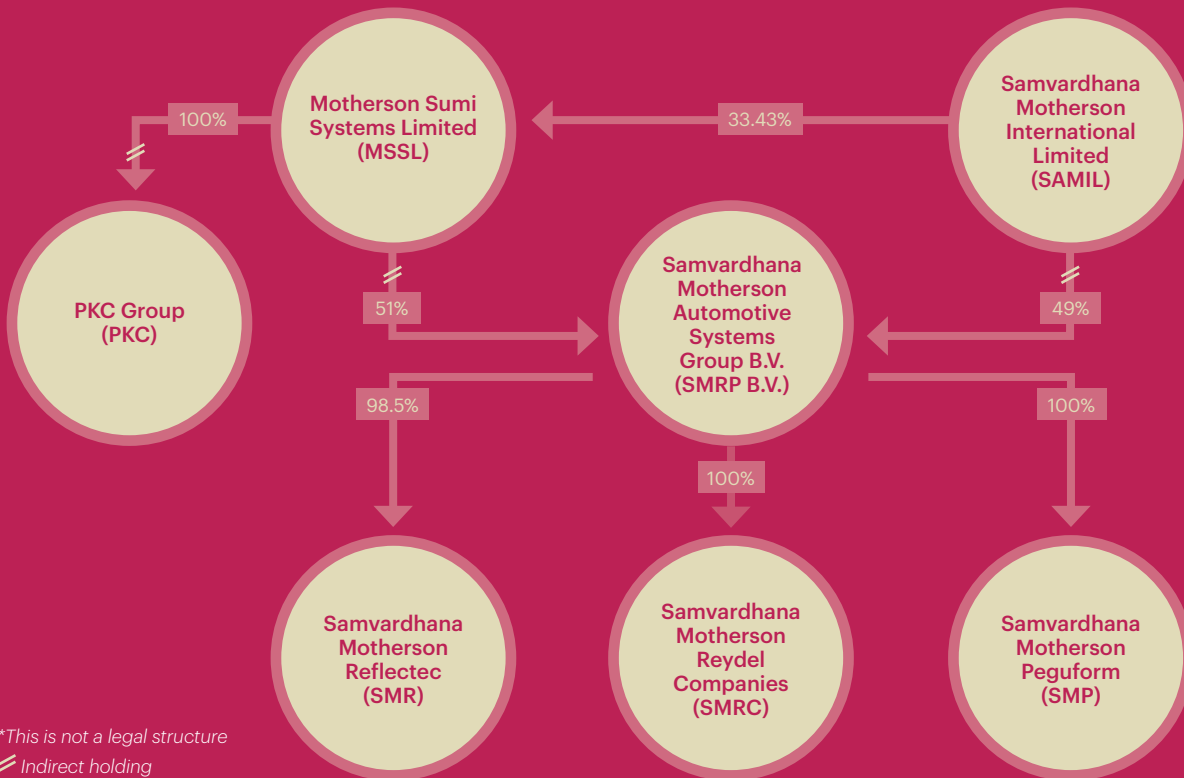 Motherson Sumi
Systems Limited
(MSSL)
100%
33.43%
Samvardhana
Motherson
International
Limited
(SAMIL)
PKC Group
(PKC)
51%
Samvardhana
Motherson
Automotive
Systems
Group B.V.
(SMRP B.V.)
49%
98.5%
100%
100%
Samvardhana
Motherson
Reflectec
(SMR)
Samvardhana
Motherson
Reydel
Companies
(SMRC)
Samvardhana
Motherson
Peguform
(SMP)
*This is not a legal structure
Indirect holding